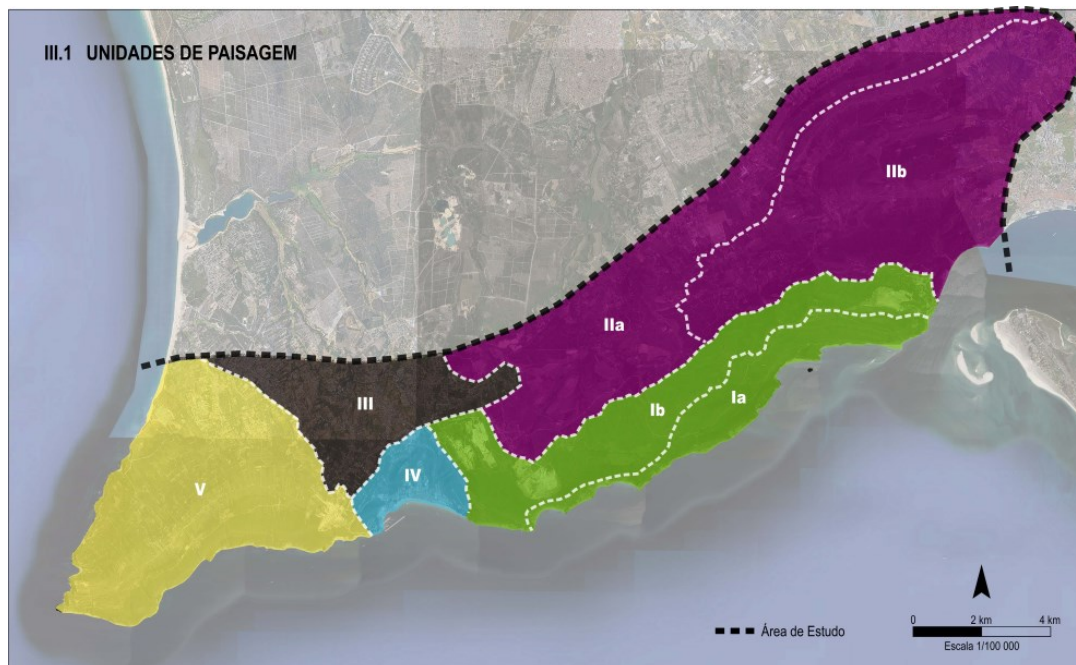 III.1 UNIDADES DE PAISAGEM
IIb
IIa
III
Ib
Ia
IV
V
Área de Estudo
0 2 km 4 km
Escala 1/100 000